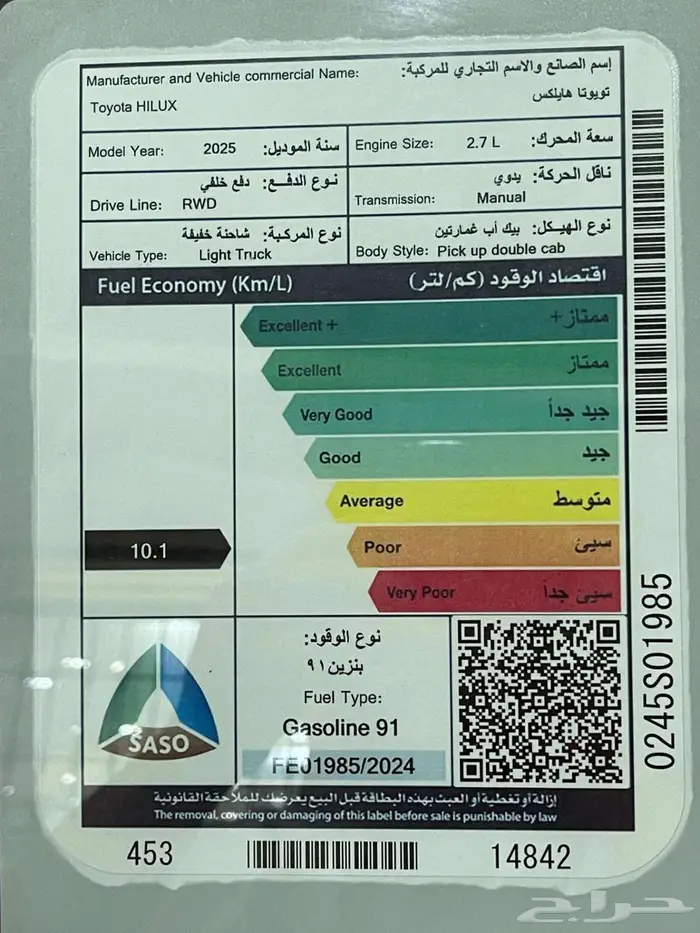 Manufacturer and Vehicle commercial Name: إسم الصانع والاسم التجاري للمركبة:
Toyota HILUX تويوتا هايلكس
Model Year: 2025 سنة الموديل: Engine Size: 2.7 L سعة المحرك:
نوع الدفع: دفع خلفي ناقل الحركة: يدوي
Drive Line: RWD Transmission: Manual
نوع المركبة: شاحنة خفيفة نوع الهيكل: بيك أب غمارتين
Vehicle Type: Light Truck Body Style: Pick up double cab
Fuel Economy (Km/L) اقتصاد الوقود (كم/لتر)
Excellent + ممتاز+
Excellent ممتاز
Very Good جيد جداً
Good جيد
Average متوسط
10.1 Poor سيئ
Very Poor سيئ جداً
نوع الوقود:
بنزين ٩١
Fuel Type:
Gasoline 91
SASO
FE01985/2024
0245S01985
إزالة أو تغطية أو العبث بهذه البطاقة قبل البيع يعرضك للملاحقة القانونية
The removal, covering or damaging of this label before sale is punishable by law
453 14842
حراج